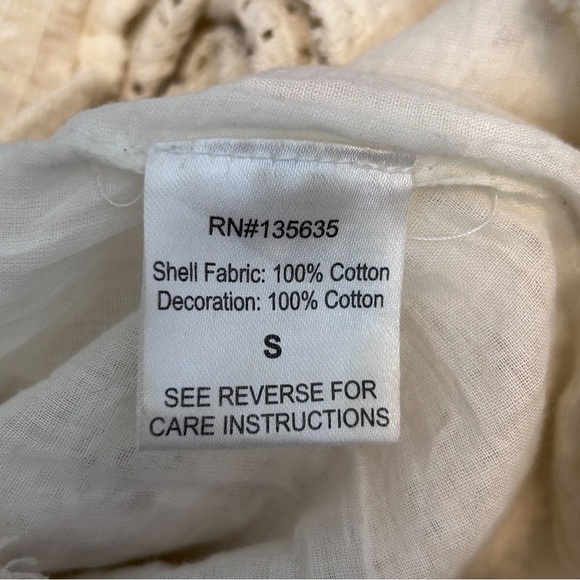 RN#135635
Shell Fabric: 100% Cotton
Decoration: 100% Cotton
S
SEE REVERSE FOR
CARE INSTRUCTIONS